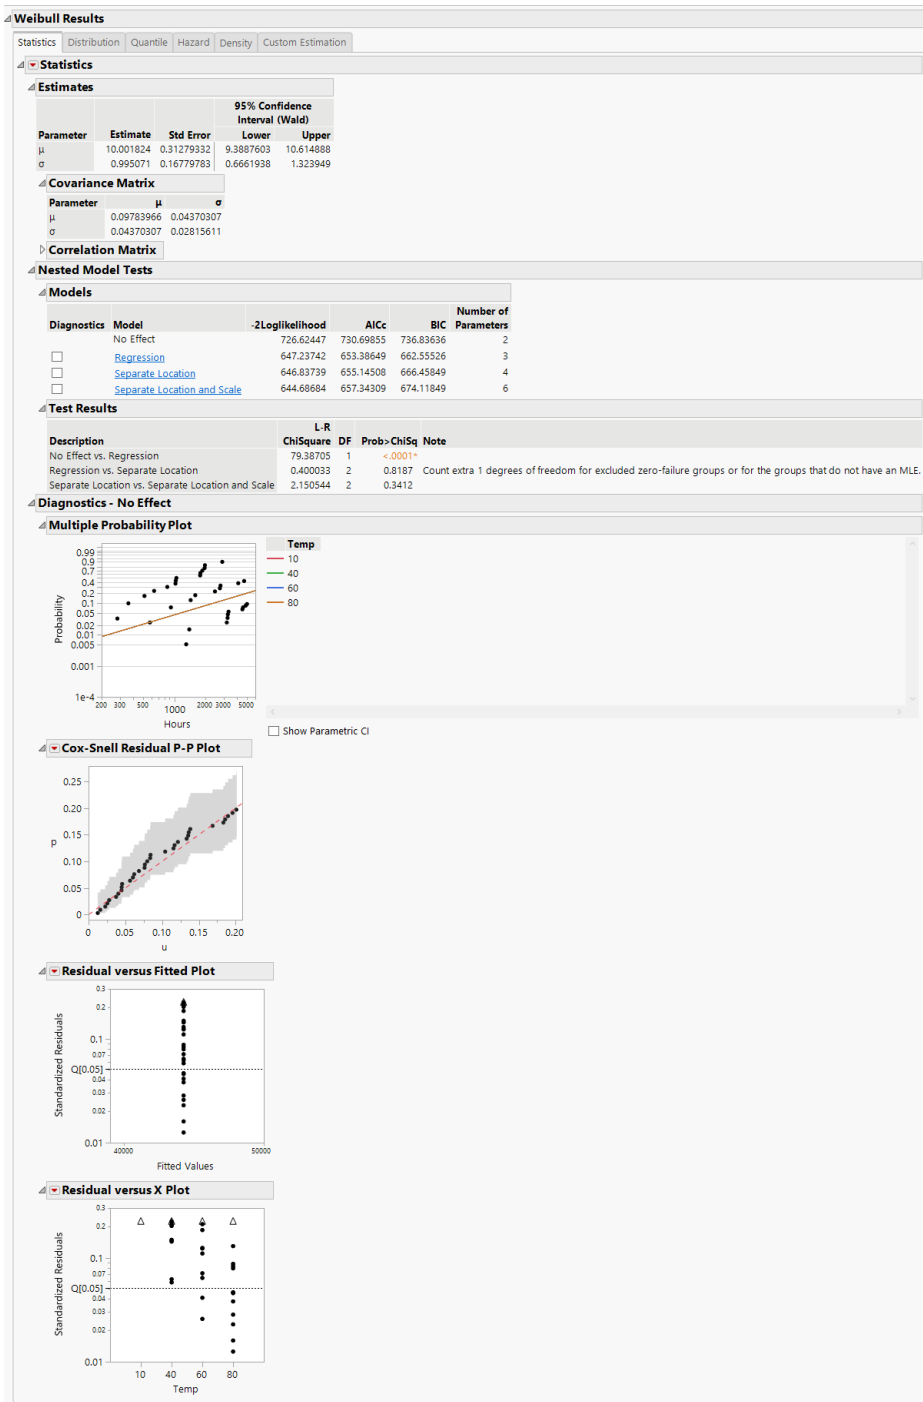 Weibull Results
Statistics Distribution Quantile Hazard Density Custom Estimation
Statistics
Estimates
95% Confidence
Interval (Wald)
Parameter Estimate Std Error Lower Upper
μ 10.001824 0.31279332 9.3887603 10.614888
σ 0.995071 0.16779783 0.6661938 1.323949
Covariance Matrix
Parameter μ σ
μ 0.09783966 0.04370307
σ 0.04370307 0.02815611
Correlation Matrix
Nested Model Tests
Models
Number of
Diagnostics Model -2Loglikelihood AICc BIC Parameters
No Effect 726.62447 730.69855 736.83636 2
Regression 647.23742 653.38649 662.55526 3
Separate Location 646.83739 655.14508 666.45849 4
Separate Location and Scale 644.68684 657.34309 674.11849 6
Test Results
L-R
Description ChiSquare DF Prob>ChiSq Note
No Effect vs. Regression 79.38705 1 <.0001*
Regression vs. Separate Location 0.400033 2 0.8187 Count extra 1 degrees of freedom for excluded zero-failure groups or for the groups that do not have an MLE.
Separate Location vs. Separate Location and Scale 2.150544 2 0.3412
Diagnostics - No Effect
Multiple Probability Plot
Temp
10
40
60
80
0.99
0.9
0.7
0.4
0.2
0.1
0.05
0.02
0.01
0.005
0.001
1e-4
Probability
200 300 500 1000 2000 3000 5000
Hours
Show Parametric CI
Cox-Snell Residual P-P Plot
0.25
0.20
0.15
p
0.10
0.05
0
0 0.05 0.10 0.15 0.20
u
Residual versus Fitted Plot
0.3
0.2
0.1
0.07
Q[0.05]
0.04
0.03
0.02
0.01
Standardized Residuals
40000 50000
Fitted Values
Residual versus X Plot
0.3
0.2
0.1
0.07
Q[0.05]
0.04
0.03
0.02
0.01
Standardized Residuals
10 40 60 80
Temp